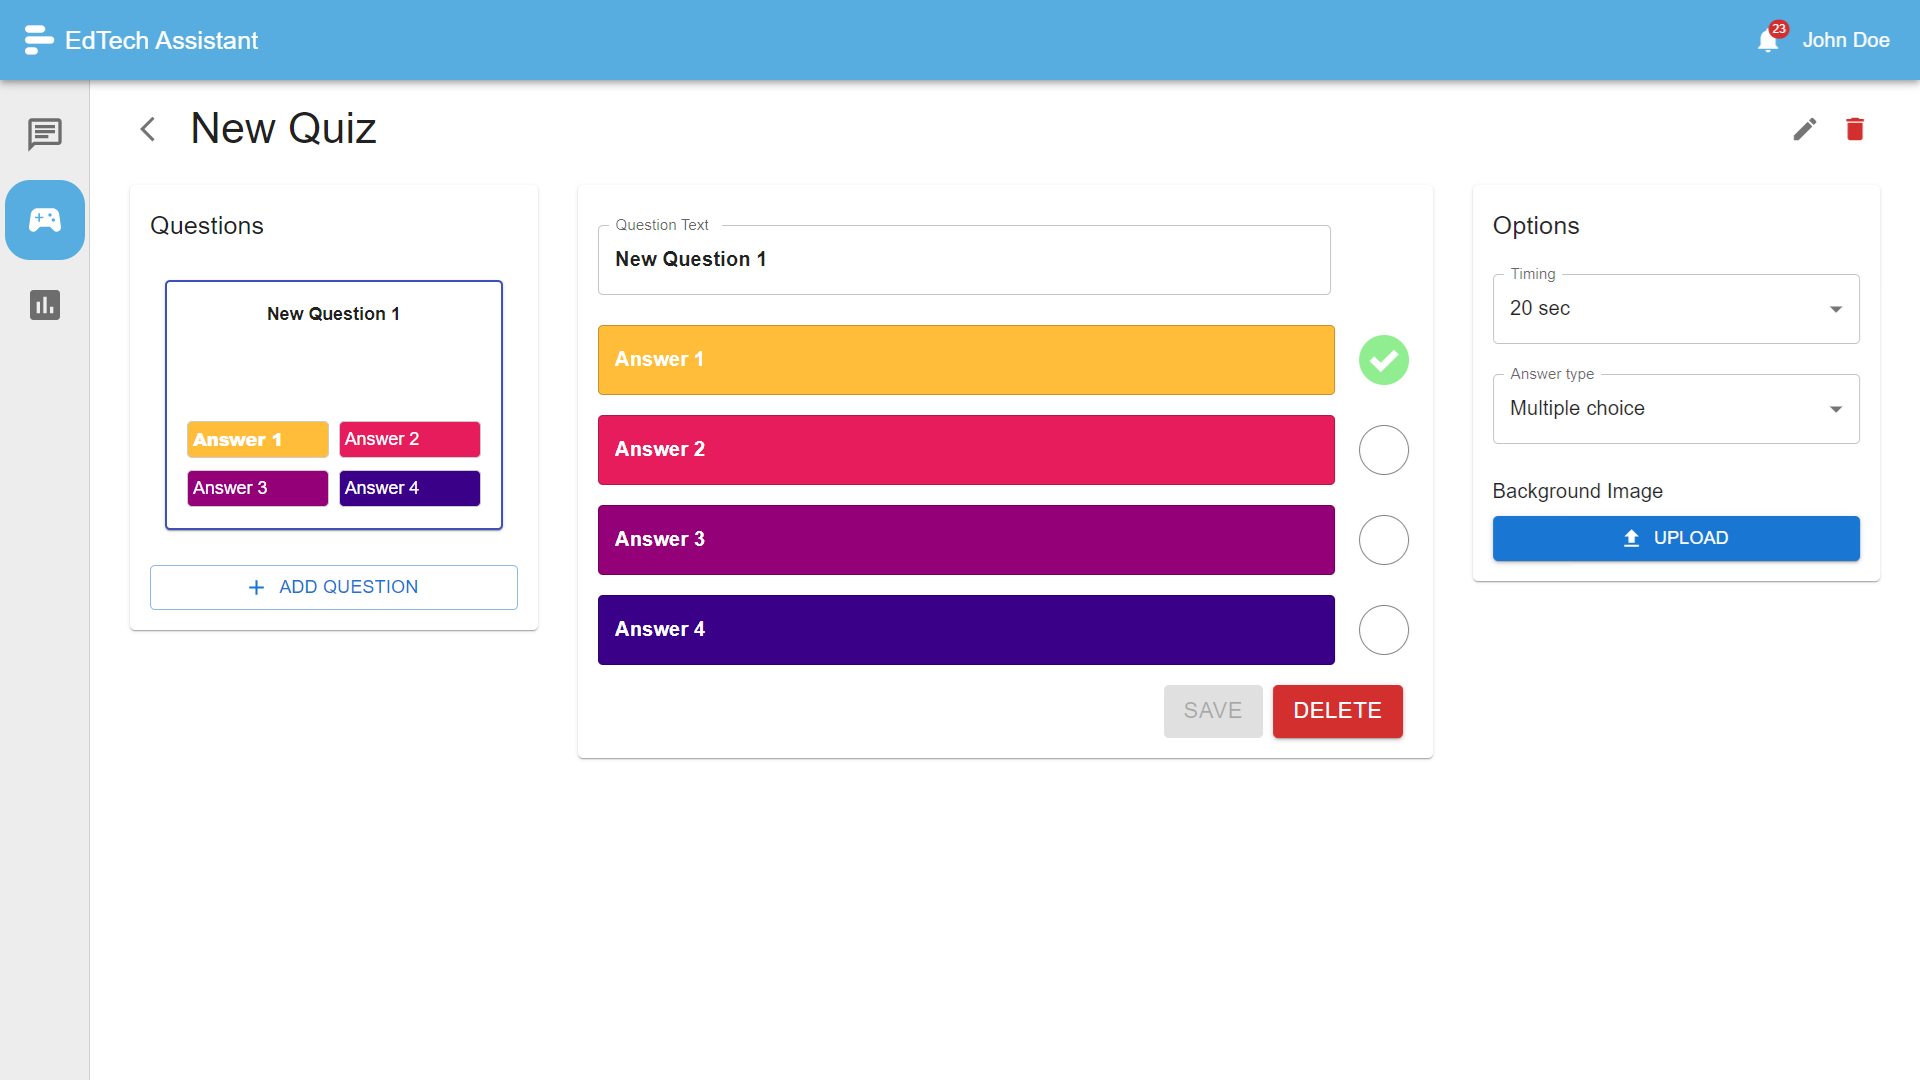 EdTech Assistant
23
John Doe
New Quiz
Questions
New Question 1
Answer 1
Answer 2
Answer 3
Answer 4
ADD QUESTION
Question Text
New Question 1
Answer 1
Answer 2
Answer 3
Answer 4
SAVE
DELETE
Options
Timing
20 sec
Answer type
Multiple choice
Background Image
UPLOAD